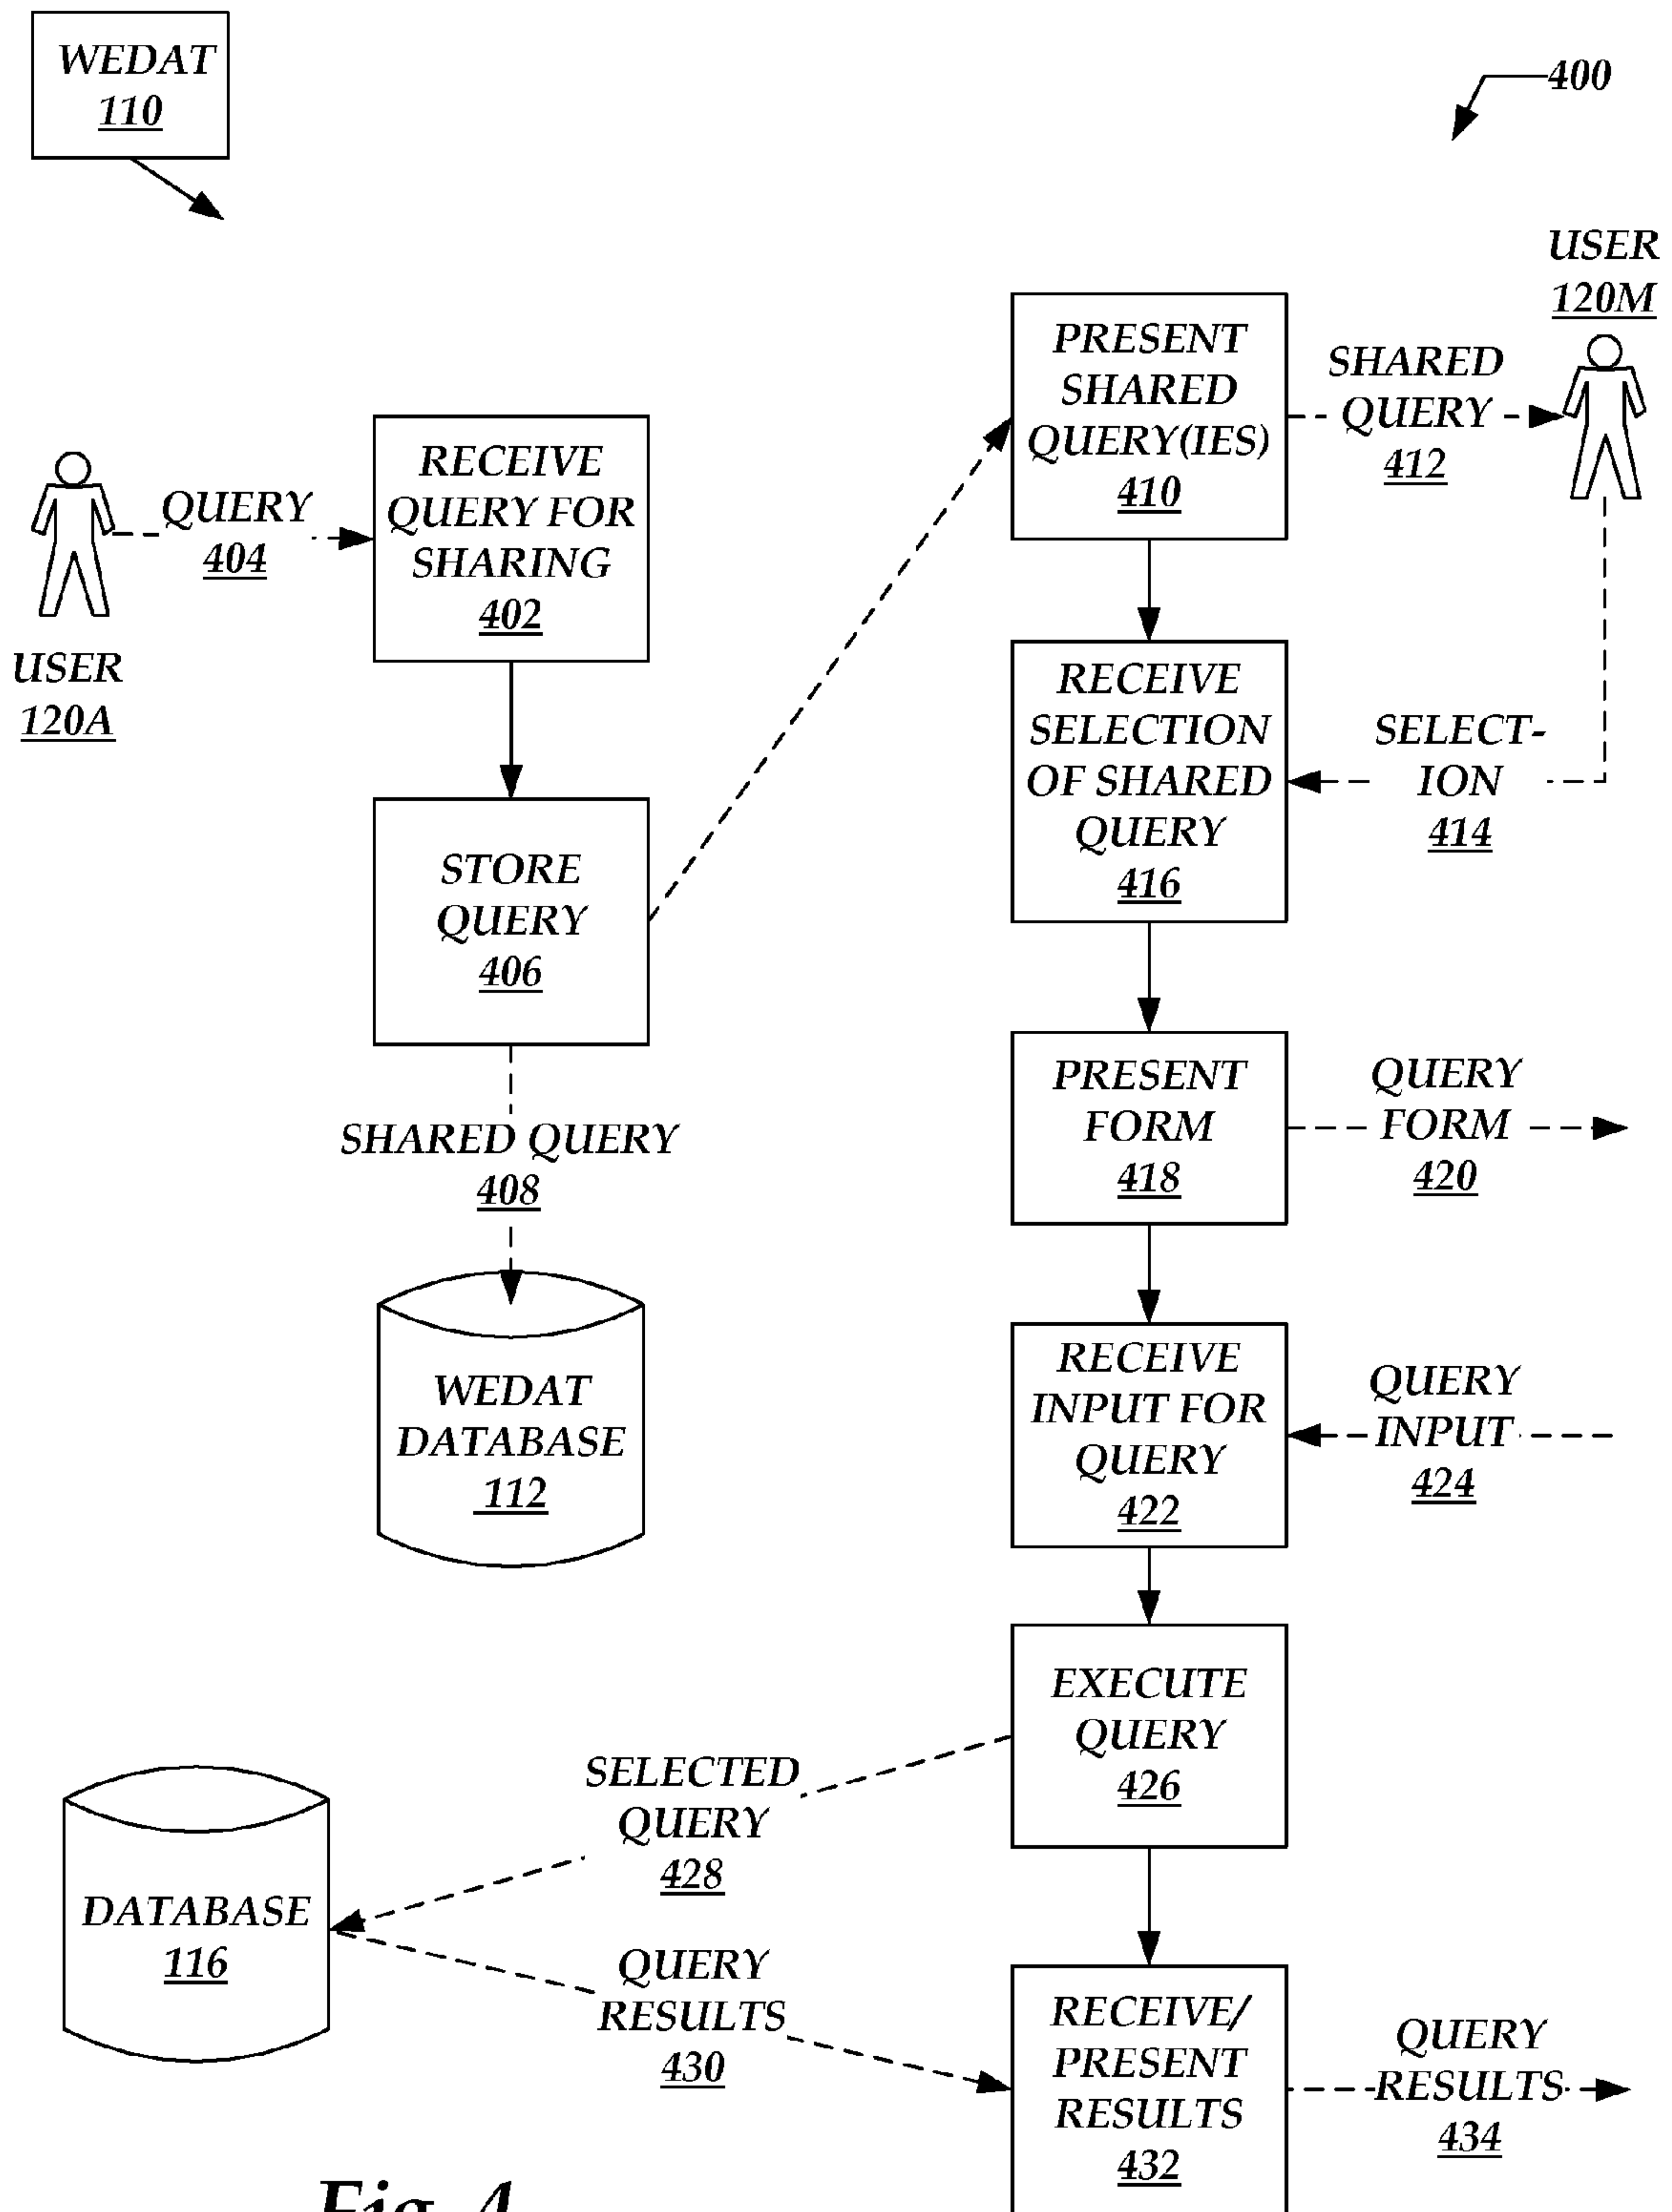 WEDAT
110
400
USER
120M
PRESENT
SHARED
QUERY(IES)
410
SHARED
QUERY
412
RECEIVE
QUERY FOR
SHARING
402
QUERY
404
USER
120A
RECEIVE
SELECTION
OF SHARED
QUERY
416
SELECT-
ION
414
STORE
QUERY
406
PRESENT
FORM
418
QUERY
FORM
420
SHARED QUERY
408
WEDAT
DATABASE
112
RECEIVE
INPUT FOR
QUERY
422
QUERY
INPUT
424
EXECUTE
QUERY
426
SELECTED
QUERY
428
DATABASE
116
QUERY
RESULTS
430
RECEIVE/
PRESENT
RESULTS
432
QUERY
RESULTS
434
Fig. 4